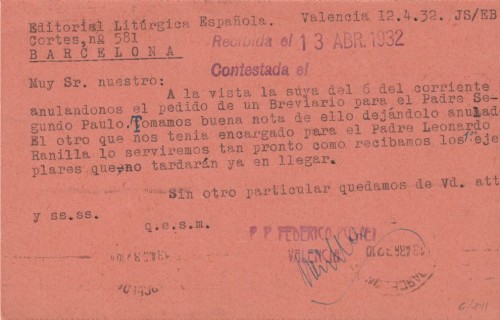 Editorial Litúrgica Española. Valencia 12.4.32. JS/EB
Cortes,nº 581
BARCELONA
Recibida el 13 ABR. 1932
Contestada el
Muy Sr. nuestro:
A la vista la suya del 6 del corriente
anulandonos el pedido de un Breviario para el Padre Se-
gundo Paulo. Tomamos buena nota de ello dejándolo anulado
El otro que nos tenia encargado para el Padre Leonardo
Ranilla lo serviremos tan pronto como recibamos los eje
plares que no tardarán ya en llegar.
Sin otro particular quedamos de Vd. att
y ss.ss. q.e.s.m.
P. P. FEDERICO
VALENCIA